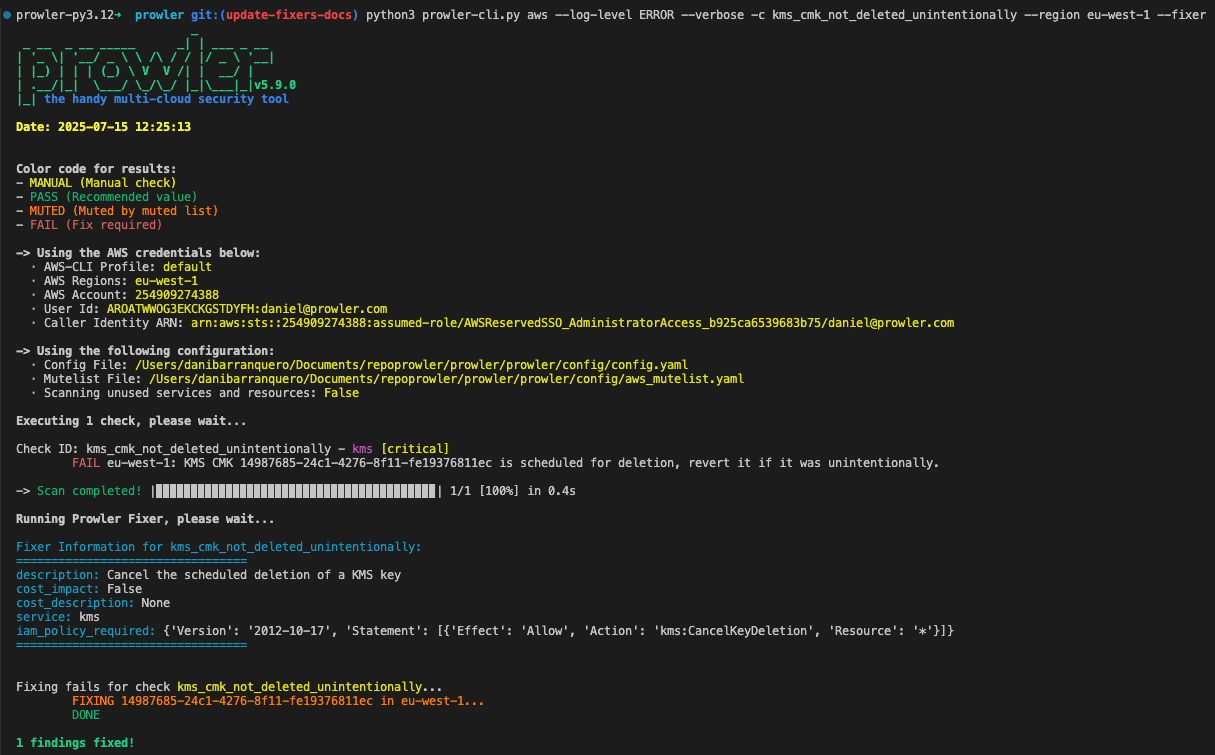 prowler-py3.12→  prowler git:(update-fixers-docs) python3 prowler-cli.py aws --log-level ERROR --verbose -c kms_cmk_not_deleted_unintentionally --region eu-west-1 --fixer
prowler v5.9.0
the handy multi-cloud security tool
Date: 2025-07-15 12:25:13
Color code for results:
- MANUAL (Manual check)
- PASS (Recommended value)
- MUTED (Muted by muted list)
- FAIL (Fix required)
-> Using the AWS credentials below:
· AWS-CLI Profile: default
· AWS Regions: eu-west-1
· AWS Account: 254909274388
· User Id: AROATWWOG3EKCKGSTDYFH:daniel@prowler.com
· Caller Identity ARN: arn:aws:sts::254909274388:assumed-role/AWSReservedSSO_AdministratorAccess_b925ca6539683b75/daniel@prowler.com
-> Using the following configuration:
· Config File: /Users/danibarranquero/Documents/repoprowler/prowler/prowler/config/config.yaml
· Mutelist File: /Users/danibarranquero/Documents/repoprowler/prowler/prowler/config/aws_mutelist.yaml
· Scanning unused services and resources: False
Executing 1 check, please wait...
Check ID: kms_cmk_not_deleted_unintentionally - kms [critical]
FAIL eu-west-1: KMS CMK 14987685-24c1-4276-8f11-fe19376811ec is scheduled for deletion, revert it if it was unintentionally.
-> Scan completed! |████████████████████████████████████████| 1/1 [100%] in 0.4s
Running Prowler Fixer, please wait...
Fixer Information for kms_cmk_not_deleted_unintentionally:
=================================
description: Cancel the scheduled deletion of a KMS key
cost_impact: False
cost_description: None
service: kms
iam_policy_required: {'Version': '2012-10-17', 'Statement': [{'Effect': 'Allow', 'Action': 'kms:CancelKeyDeletion', 'Resource': '*'}]}
=================================
Fixing fails for check kms_cmk_not_deleted_unintentionally...
FIXING 14987685-24c1-4276-8f11-fe19376811ec in eu-west-1...
DONE
1 findings fixed!